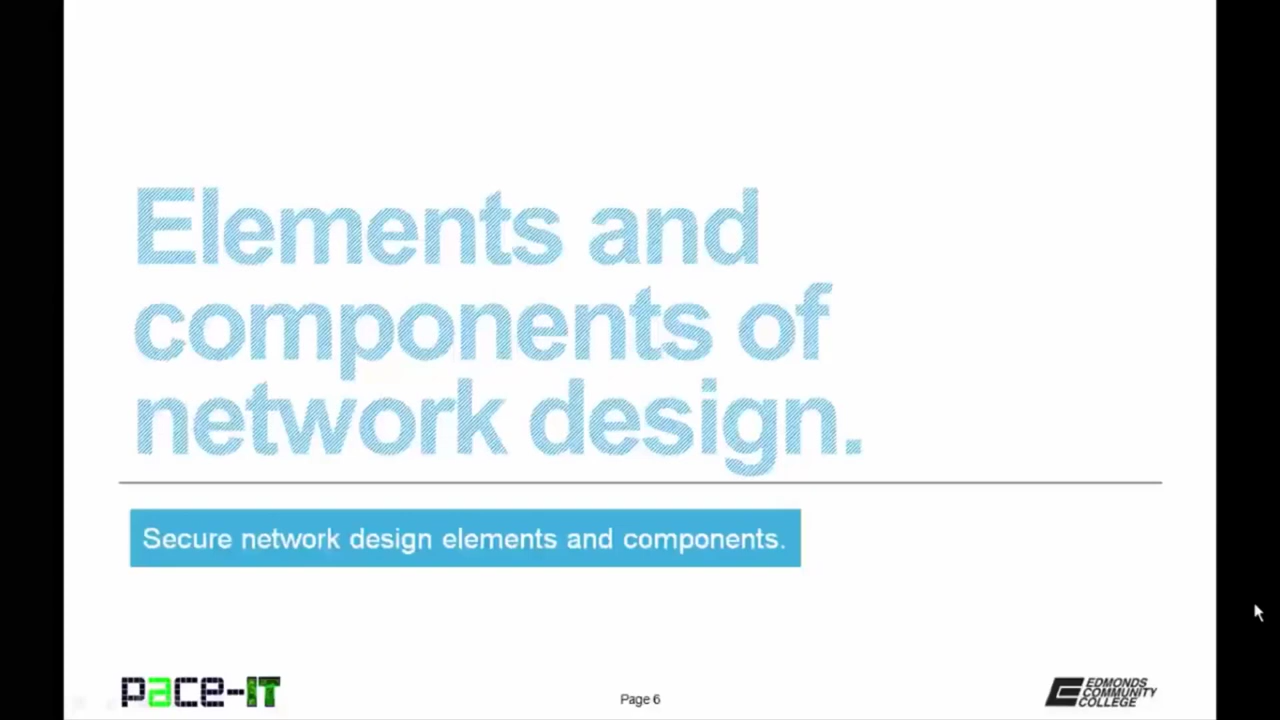 Elements and
components of
network design.
Secure network design elements and components.
pace-IT
Page 6
EDMONDS
COMMUNITY
COLLEGE